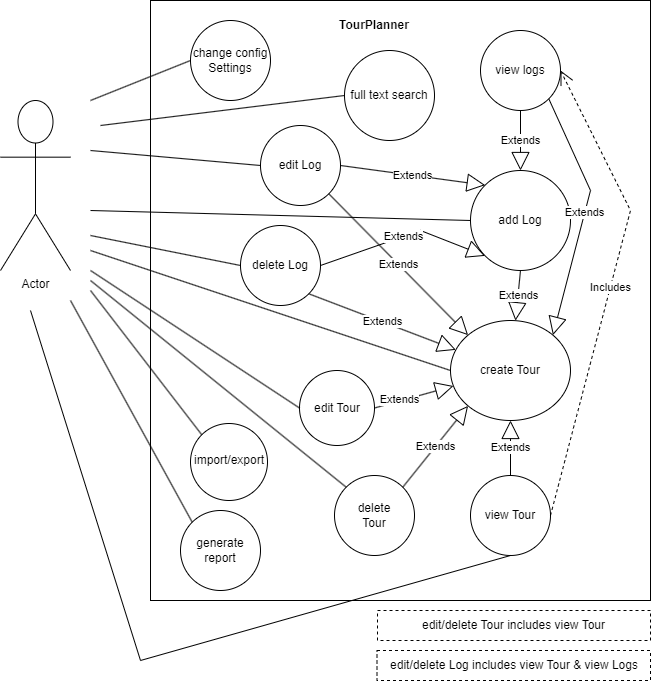 TourPlanner
change config
Settings
view logs
full text search
Extends
edit Log
Extends
add Log
Extends
Extends
delete Log
Extends
Actor
Includes
Extends
Extends
create Tour
edit Tour
Extends
Extends
Extends
import/export
delete
Tour
view Tour
generate
report
edit/delete Tour includes view Tour
edit/delete Log includes view Tour & view Logs